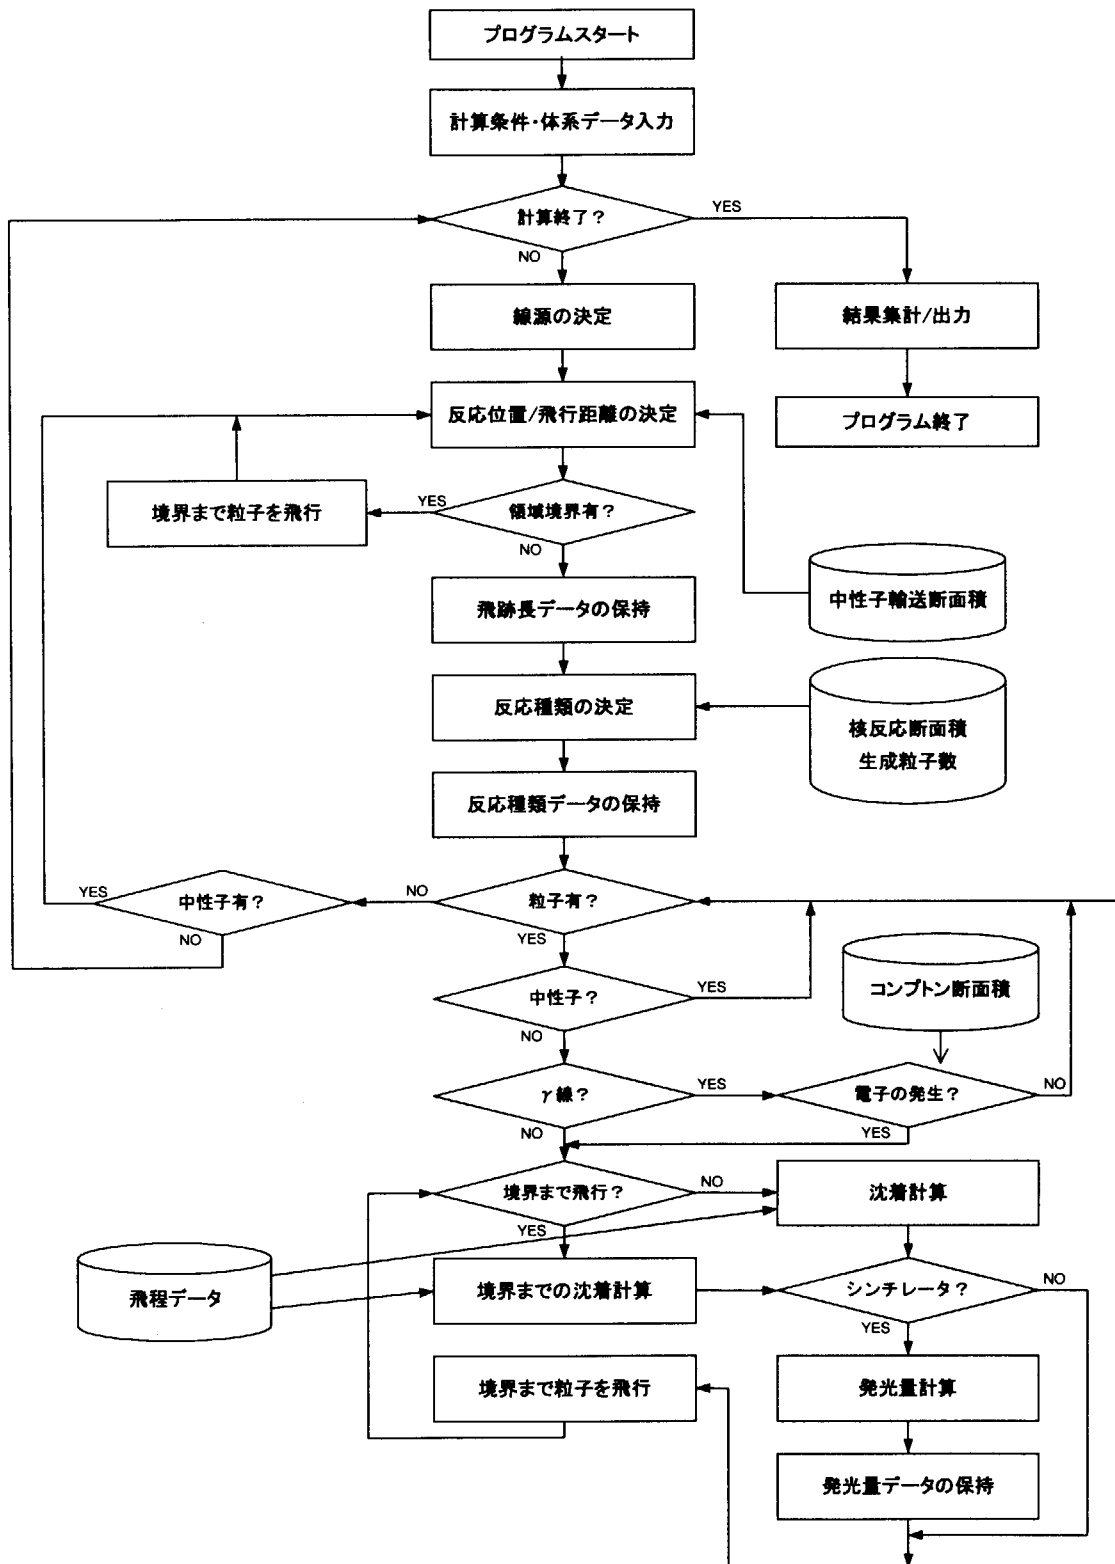 プログラムスタート
計算条件・体系データ入力
計算終了？
YES
NO
線源の決定
結果集計/出力
反応位置/飛行距離の決定
プログラム終了
境界まで粒子を飛行
YES
領域境界有？
NO
中性子輸送断面積
飛跡長データの保持
反応種類の決定
核反応断面積
生成粒子数
反応種類データの保持
YES
中性子有？
NO
NO
粒子有？
YES
コンプトン断面積
中性子？
YES
NO
γ線？
YES
電子の発生？
NO
NO
YES
境界まで飛行？
NO
沈着計算
YES
飛程データ
境界までの沈着計算
シンチレータ？
NO
YES
境界まで粒子を飛行
発光量計算
発光量データの保持